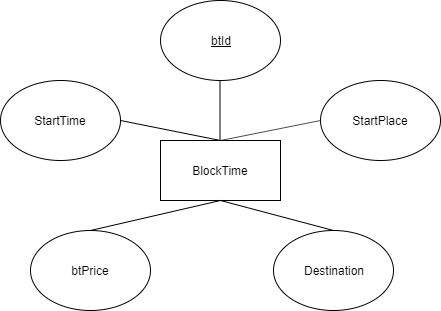 btId
StartTime
StartPlace
BlockTime
btPrice
Destination